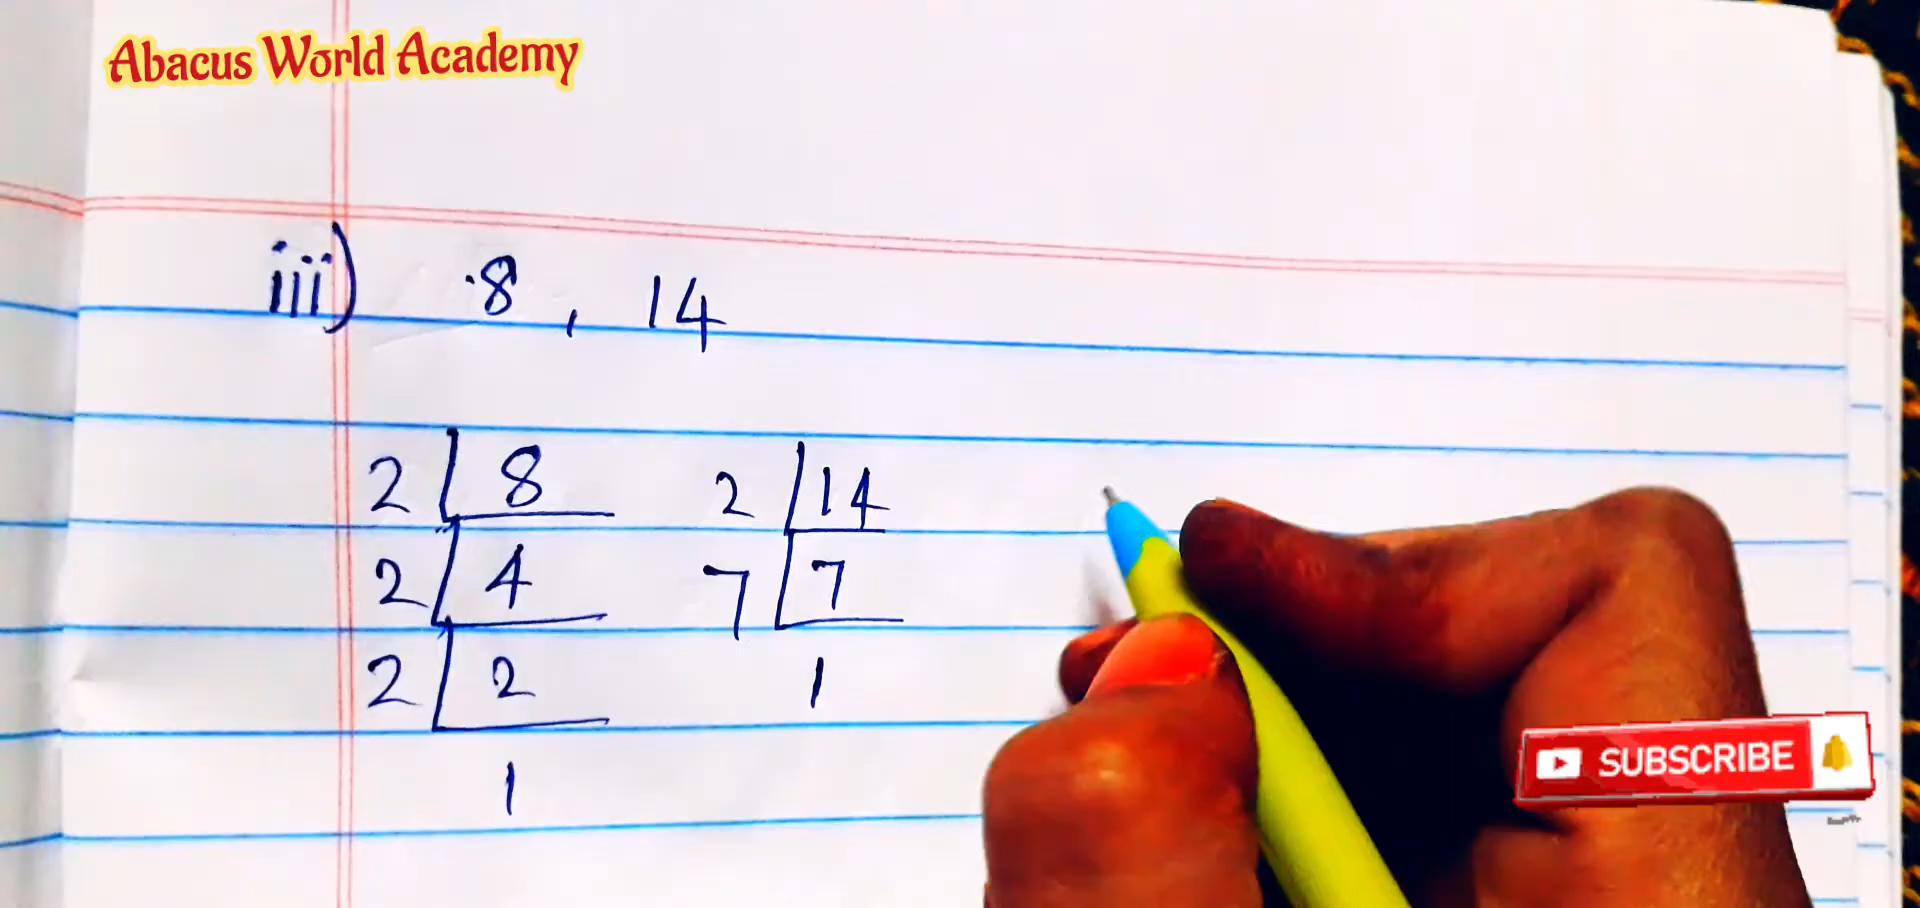 Abacus World Academy
iii) 8, 14
2 8 2 14
2 4 7 7
2 2 1
1
SUBSCRIBE